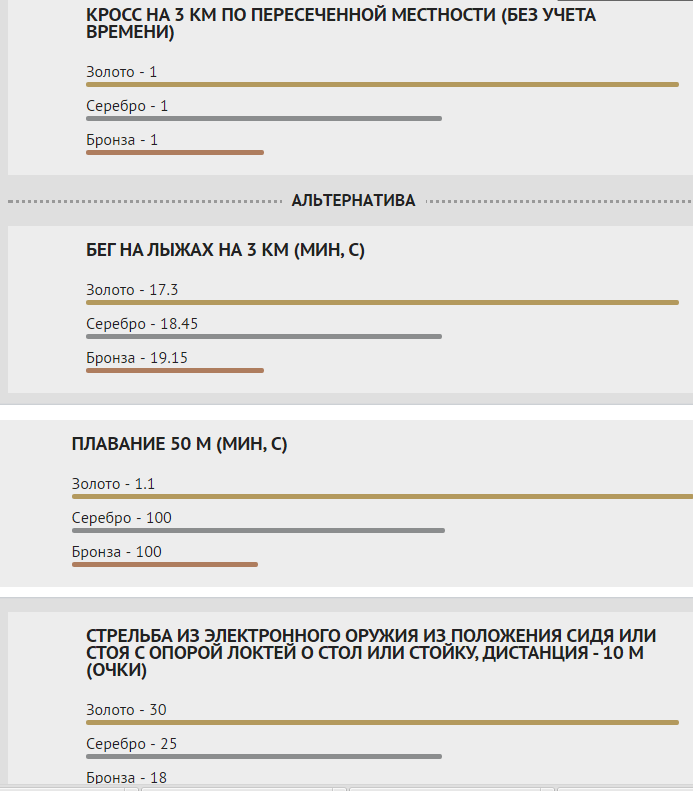 КРОСС НА 3 КМ ПО ПЕРЕСЕЧЕННОЙ МЕСТНОСТИ (БЕЗ УЧЕТА
ВРЕМЕНИ)
Золото - 1
Серебро - 1
Бронза - 1
АЛЬТЕРНАТИВА
БЕГ НА ЛЫЖАХ НА 3 КМ (МИН, С)
Золото - 17.3
Серебро - 18.45
Бронза - 19.15
ПЛАВАНИЕ 50 М (МИН, С)
Золото - 1.1
Серебро - 100
Бронза - 100
СТРЕЛЬБА ИЗ ЭЛЕКТРОННОГО ОРУЖИЯ ИЗ ПОЛОЖЕНИЯ СИДЯ ИЛИ
СТОЯ С ОПОРОЙ ЛОКТЕЙ О СТОЛ ИЛИ СТОЙКУ, ДИСТАНЦИЯ - 10 М
(ОЧКИ)
Золото - 30
Серебро - 25
Бронза - 18